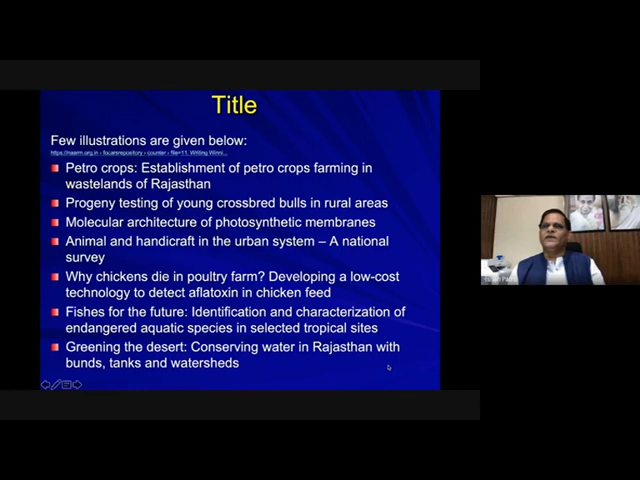 Title
Few illustrations are given below:
Petro crops: Establishment of petro crops farming in
wastelands of Rajasthan
Progeny testing of young crossbred bulls in rural areas
Molecular architecture of photosynthetic membranes
Animal and handicraft in the urban system – A national
survey
Why chickens die in poultry farm? Developing a low-cost
technology to detect aflatoxin in chicken feed
Fishes for the future: Identification and characterization of
endangered aquatic species in selected tropical sites
Greening the desert: Conserving water in Rajasthan with
bunds, tanks and watersheds